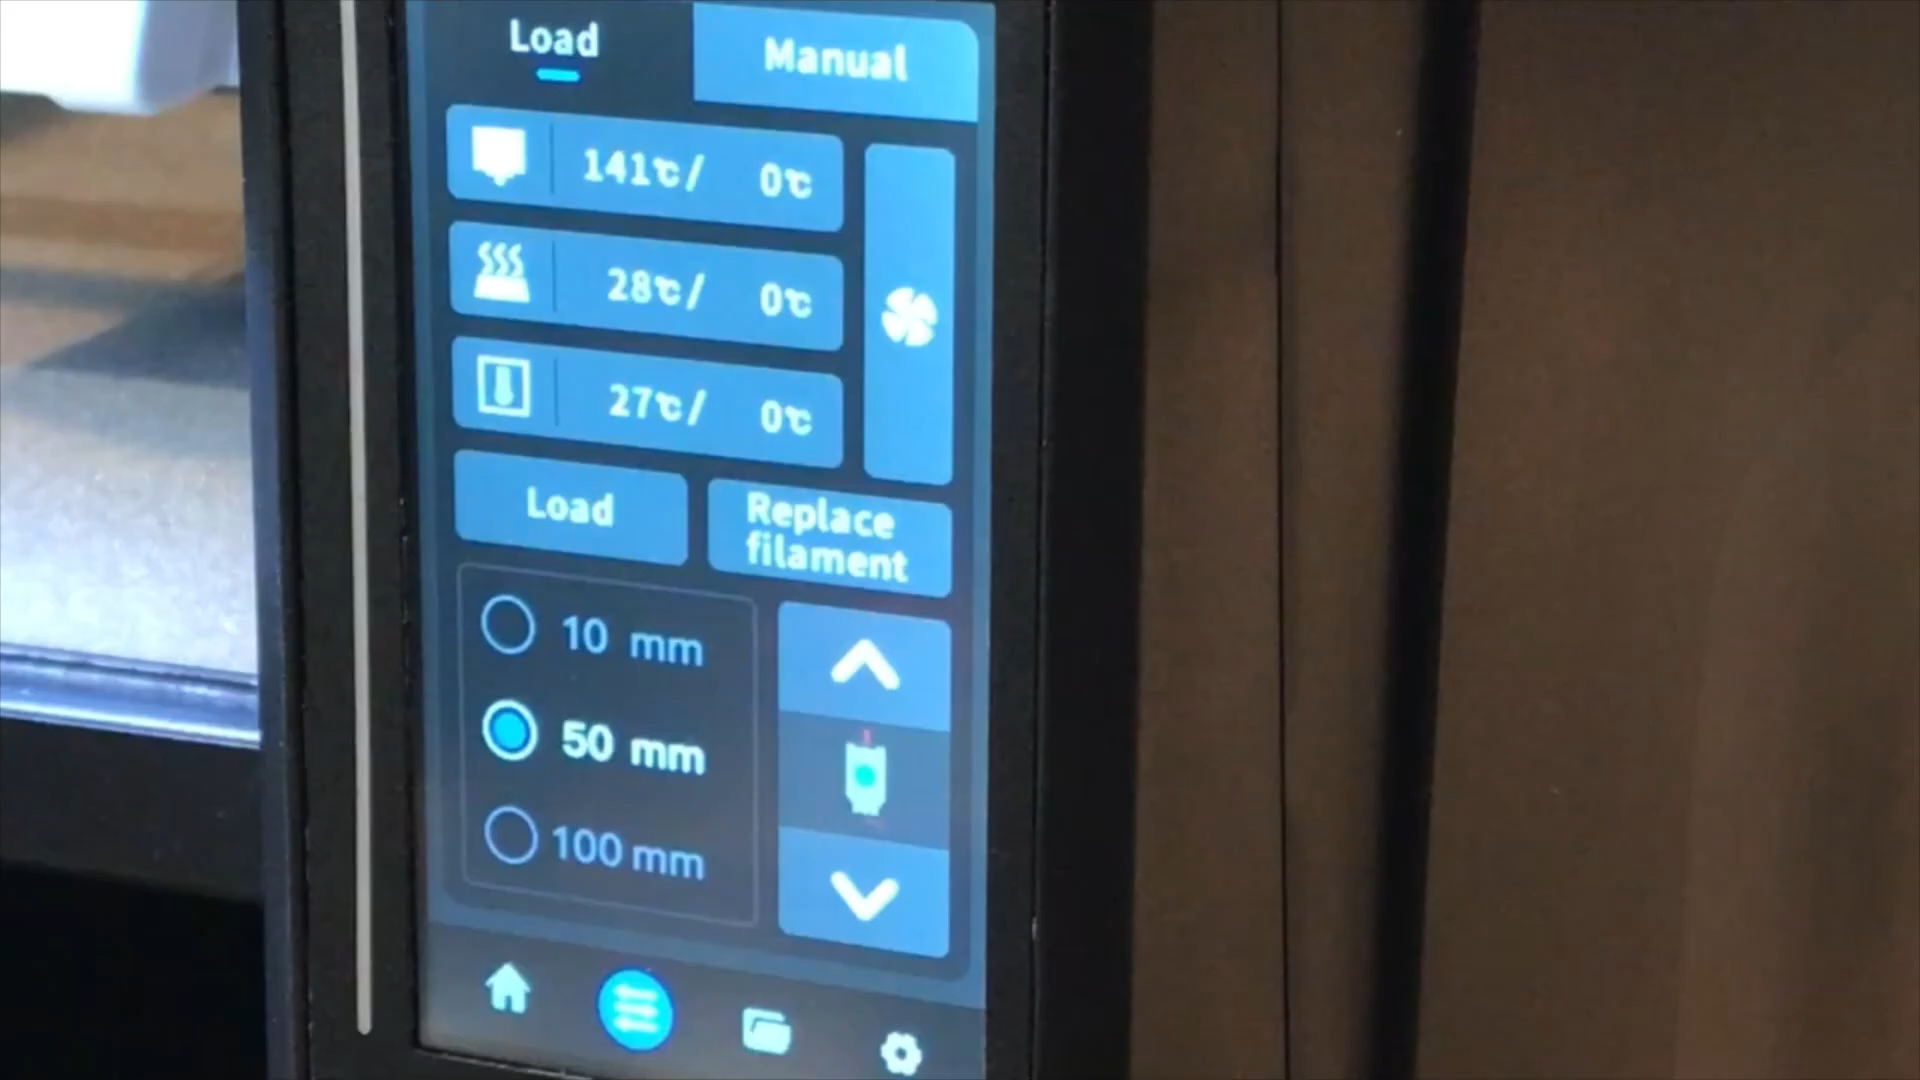 Load
Manual
141℃/ 0℃
28℃/ 0℃
27℃/ 0℃
Load
Replace
filament
10 mm
50 mm
100 mm